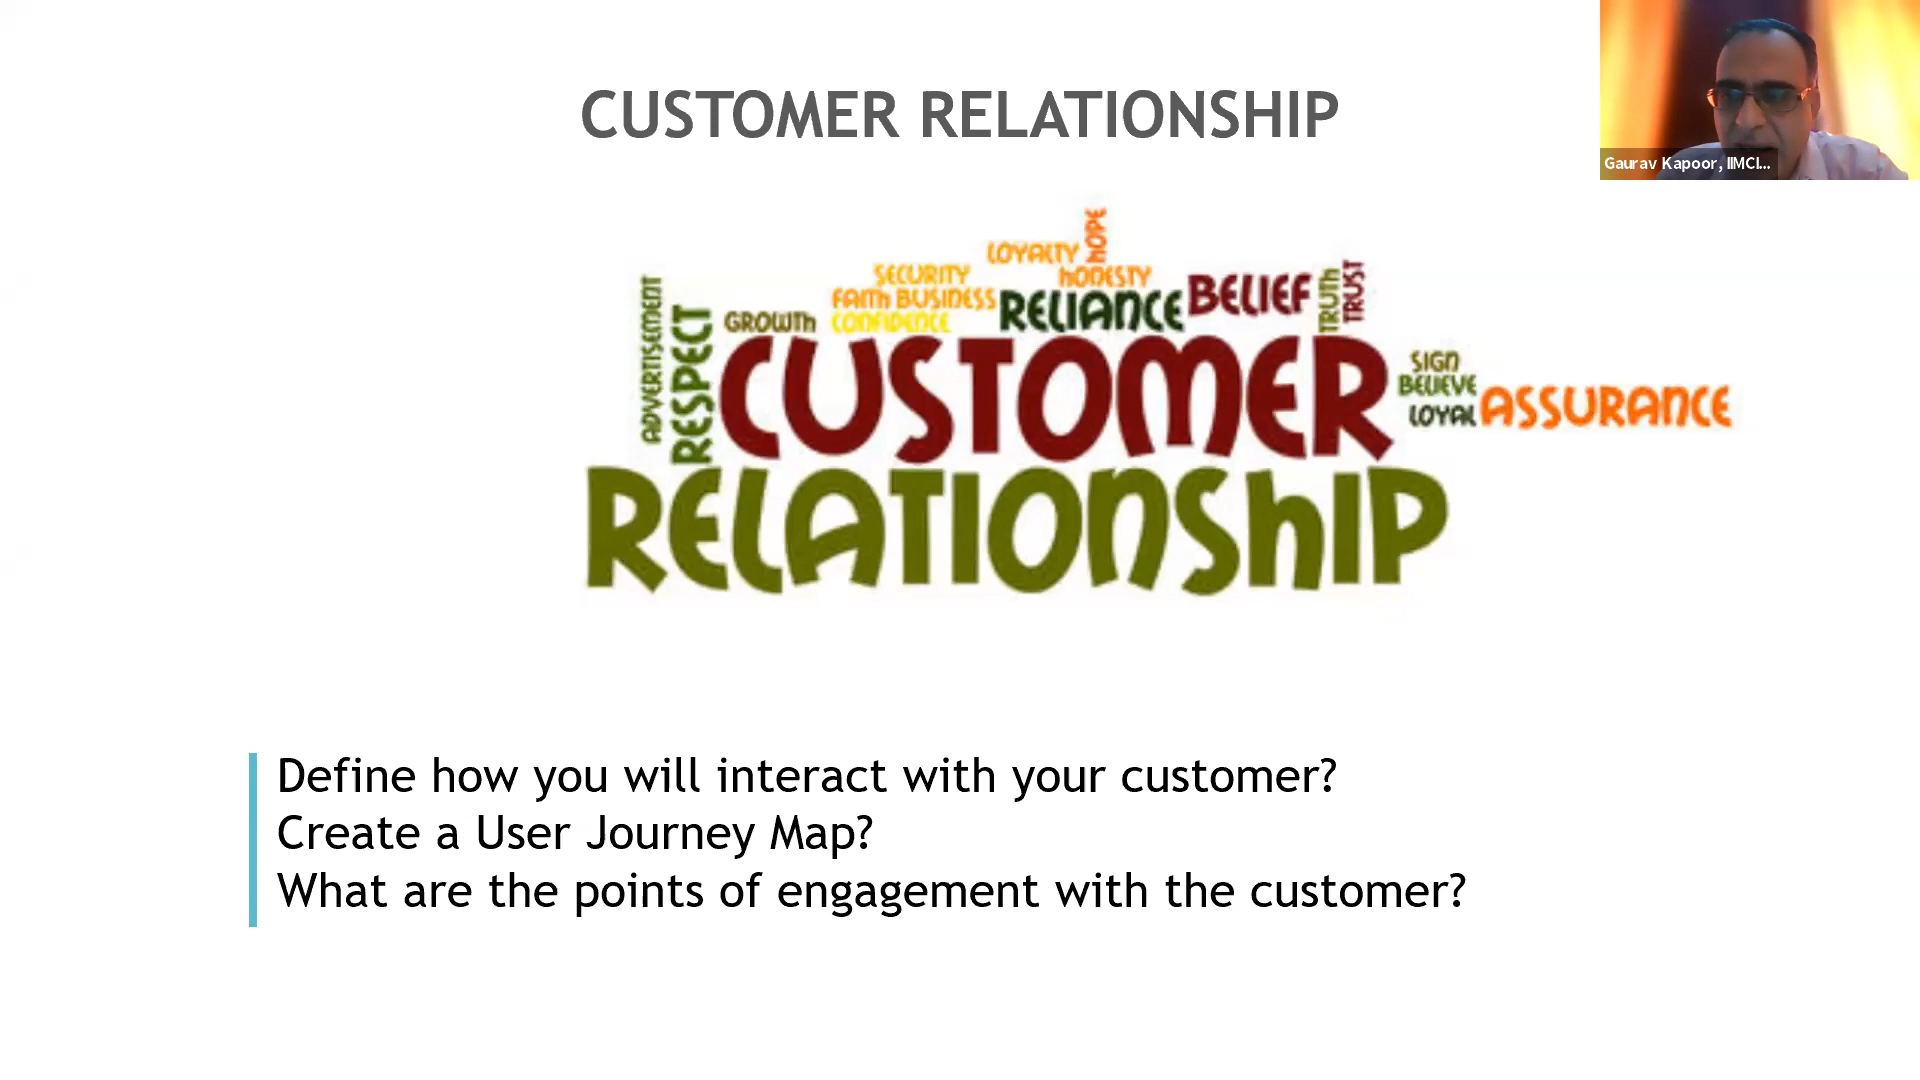 CUSTOMER RELATIONSHIP
Gaurav Kapoor, IIMCI...
HOPE
LOYALTY
SECURITY
HONESTY
FAITH BUSINESS
RELIANCE
BELIEF
TRUTH
TRUST
ADVERTISEMENT
RESPECT
GROWTH
CONFIDENCE
CUSTOMER
SIGN
BELIEVE
LOYAL
ASSURANCE
RELATIONSHIP
Define how you will interact with your customer?
Create a User Journey Map?
What are the points of engagement with the customer?